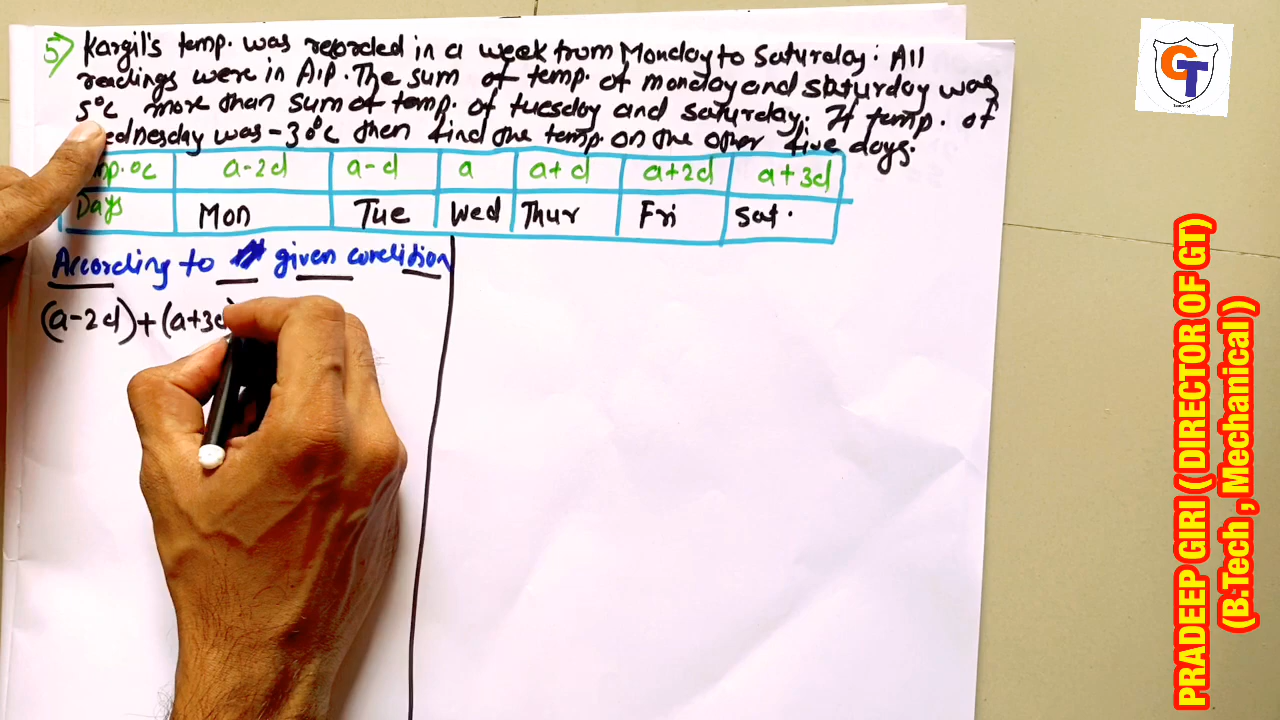 5) Kargil's temp. was recorded in a week from Monday to Saturday. All
readings were in A.P. The sum of temp. of monday and saturday was
5°C more than sum of temp. of tuesday and saturday. If temp. of
ednesday was -30°C then find the temp. on the other five days.
mp.°C a-2d a-d a a+d a+2d a+3d
Days Mon Tue Wed Thur Fri Sat.
According to given condition
(a-2d)+(a+3d
GT
PRADEEP GIRI ( DIRECTOR OF GT)
(B.Tech , Mechanical )